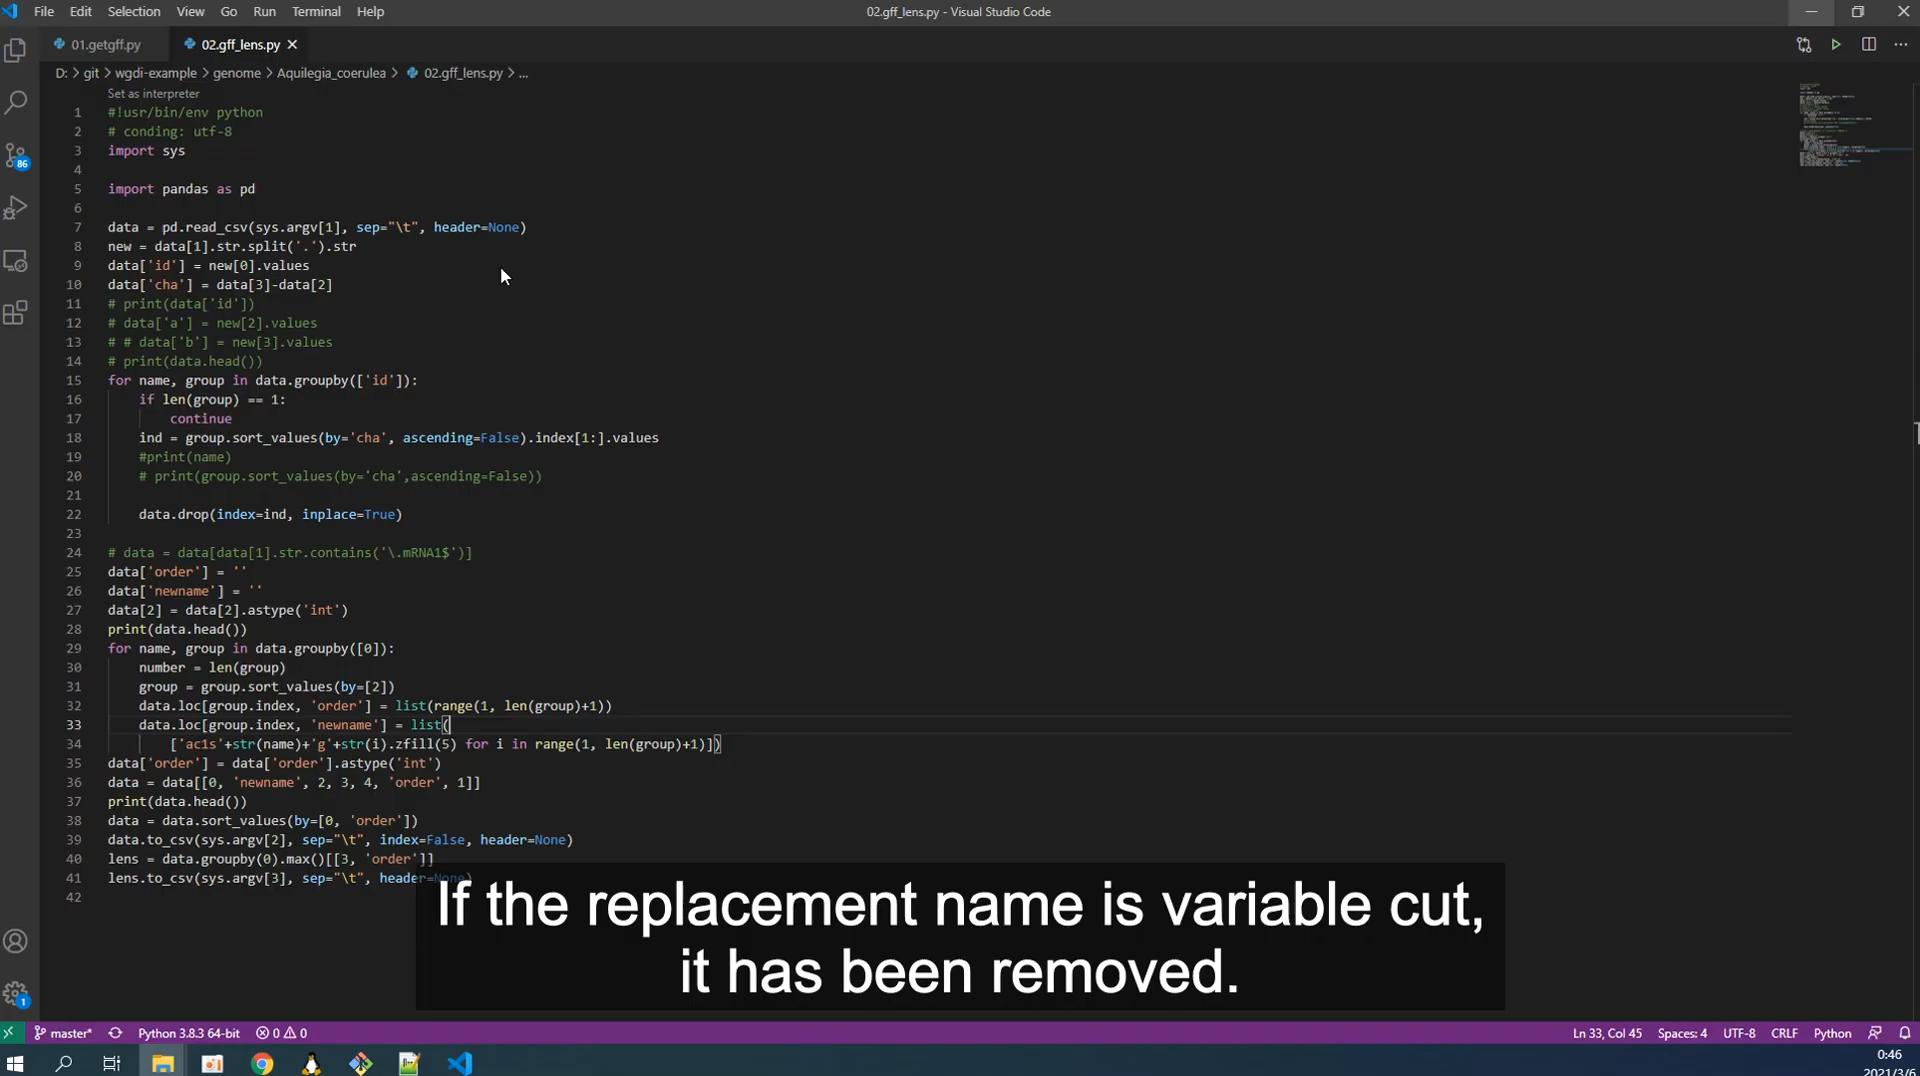 File Edit Selection View Go Run Terminal Help
02.gff_lens.py - Visual Studio Code
01.getgff.py
02.gff_lens.py
D: > git > wgdi-example > genome > Aquilegia_coerulea > 02.gff_lens.py > ...
Set as interpreter
1 #!usr/bin/env python
2 # conding: utf-8
3 import sys
4
5 import pandas as pd
6
7 data = pd.read_csv(sys.argv[1], sep="\t", header=None)
8 new = data[1].str.split('.').str
9 data['id'] = new[0].values
10 data['cha'] = data[3]-data[2]
11 # print(data['id'])
12 # data['a'] = new[2].values
13 # # data['b'] = new[3].values
14 # print(data.head())
15 for name, group in data.groupby(['id']):
16 if len(group) == 1:
17 continue
18 ind = group.sort_values(by='cha', ascending=False).index[1:].values
19 #print(name)
20 # print(group.sort_values(by='cha',ascending=False))
21
22 data.drop(index=ind, inplace=True)
23
24 # data = data[data[1].str.contains('\.mRNA1$')]
25 data['order'] = ''
26 data['newname'] = ''
27 data[2] = data[2].astype('int')
28 print(data.head())
29 for name, group in data.groupby([0]):
30 number = len(group)
31 group = group.sort_values(by=[2])
32 data.loc[group.index, 'order'] = list(range(1, len(group)+1))
33 data.loc[group.index, 'newname'] = list(
34 ['ac1s'+str(name)+'g'+str(i).zfill(5) for i in range(1, len(group)+1)])
35 data['order'] = data['order'].astype('int')
36 data = data[[0, 'newname', 2, 3, 4, 'order', 1]]
37 print(data.head())
38 data = data.sort_values(by=[0, 'order'])
39 data.to_csv(sys.argv[2], sep="\t", index=False, header=None)
40 lens = data.groupby(0).max()[[3, 'order']]
41 lens.to_csv(sys.argv[3], sep="\t", header=None)
42
86
1
If the replacement name is variable cut,
it has been removed.
master* Python 3.8.3 64-bit 0 0 Ln 33, Col 45 Spaces: 4 UTF-8 CRLF Python
0:46
2021/3/6